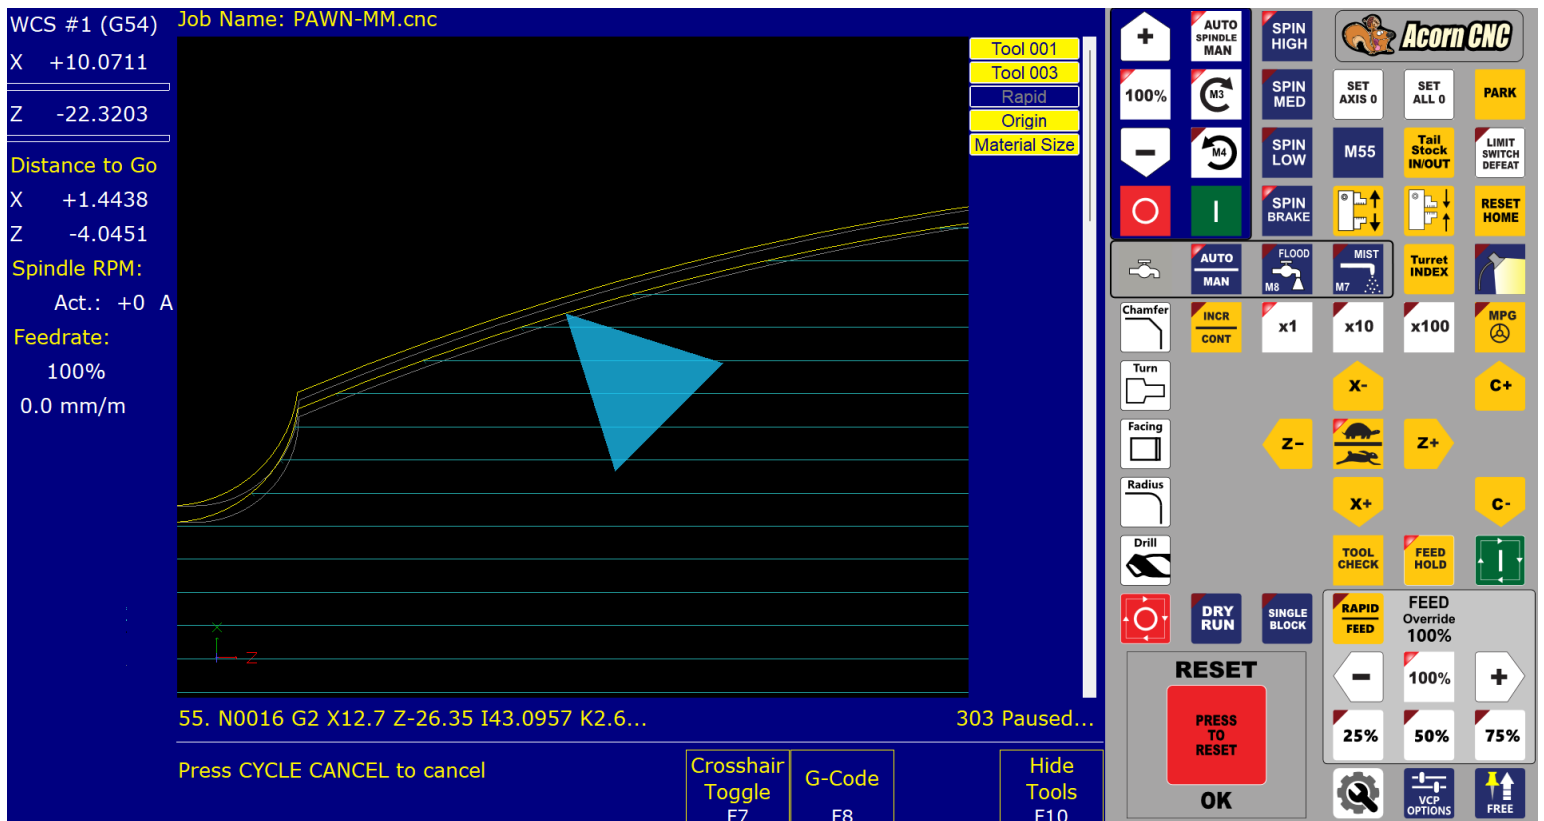 WCS #1 (G54)
Job Name: PAWN-MM.cnc
X +10.0711
Z -22.3203
Distance to Go
X +1.4438
Z -4.0451
Spindle RPM:
Act.: +0 A
Feedrate:
100%
0.0 mm/m
Tool 001
Tool 003
Rapid
Origin
Material Size
X
Z
55. N0016 G2 X12.7 Z-26.35 I43.0957 K2.6...
303 Paused...
Press CYCLE CANCEL to cancel
Crosshair
Toggle
F7
G-Code
F8
Hide
Tools
F10
+
AUTO
SPINDLE
MAN
SPIN
HIGH
Acorn CNC
100%
M3
SPIN
MED
SET
AXIS 0
SET
ALL 0
PARK
-
M4
SPIN
LOW
M55
Tail
Stock
IN/OUT
LIMIT
SWITCH
DEFEAT
SPIN
BRAKE
RESET
HOME
AUTO
MAN
FLOOD
M8
MIST
M7
Turret
INDEX
Chamfer
INCR
CONT
x1
x10
x100
MPG
Turn
X-
C+
Facing
Z-
Z+
Radius
X+
C-
Drill
TOOL
CHECK
FEED
HOLD
DRY
RUN
SINGLE
BLOCK
RAPID
FEED
FEED
Override
100%
RESET
PRESS
TO
RESET
OK
-
100%
+
25%
50%
75%
VCP
OPTIONS
FREE